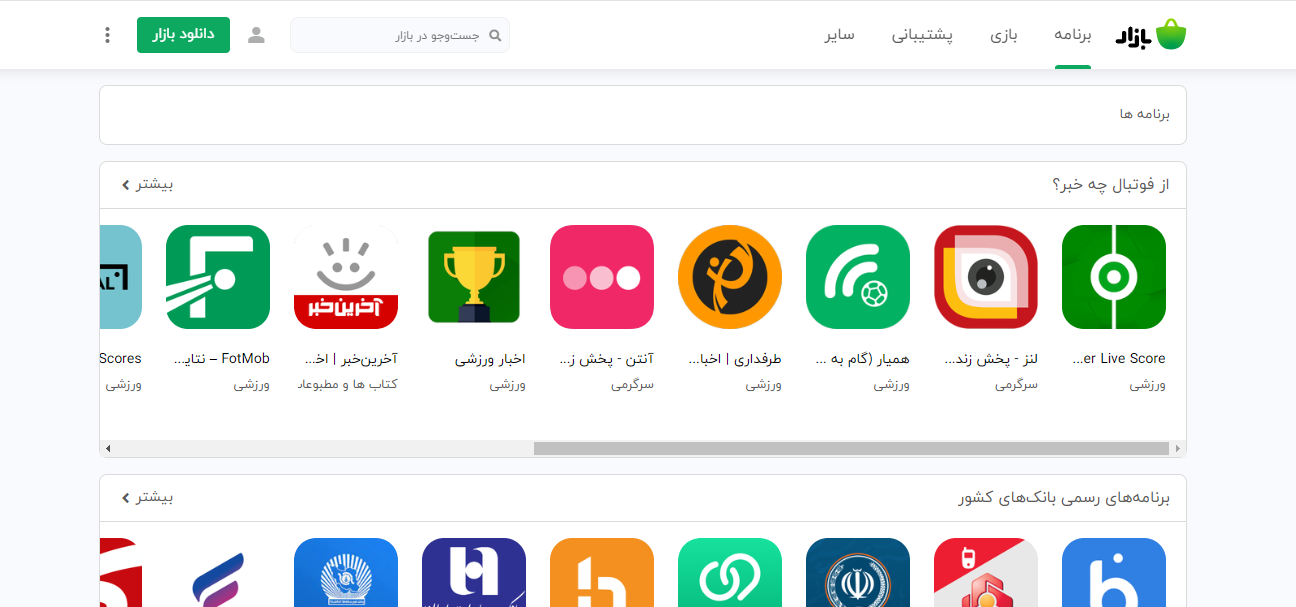 بازار
برنامه
بازی
پشتیبانی
سایر
جست‌وجو در بازار
دانلود بازار
برنامه ها
از فوتبال چه خبر؟
بیشتر
آخرین‌خبر
...er Live Score
ورزشی
لنز - پخش زند...
سرگرمی
همیار (گام به ...
ورزشی
طرفداری | اخبا...
ورزشی
آنتن - پخش ز...
سرگرمی
اخبار ورزشی
ورزشی
آخرین‌خبر | اخ...
کتاب ها و مطبوعات
FotMob – نتای...
ورزشی
Scores
ورزشی
برنامه‌های رسمی بانک‌های کشور
بیشتر